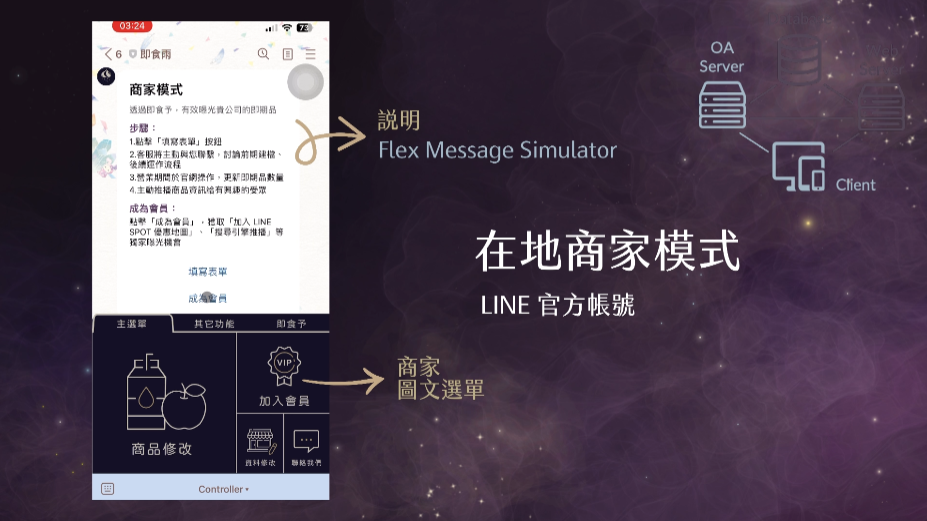 03:24
73
6 即食雨
商家模式
透過即食予，有效曝光貴公司的即期品
步驟：
1.點擊「填寫表單」按鈕
2.客服將主動與您聯繫，討論前期建檔、
後續運作流程
3.營業期間於官網操作，更新即期品數量
4.主動推播商品資訊給有興趣的受眾
成為會員：
點擊「成為會員」，獲取「加入 LINE
SPOT 優惠地圖」、「搜尋引擎推播」等
獨家曝光機會
填寫表單
成為會員
主選單
其它功能
即食予
商品修改
VIP
加入會員
資料修改
聯絡我們
Controller
説明
Flex Message Simulator
商家
圖文選單
在地商家模式
LINE 官方帳號
OA
Server
Client